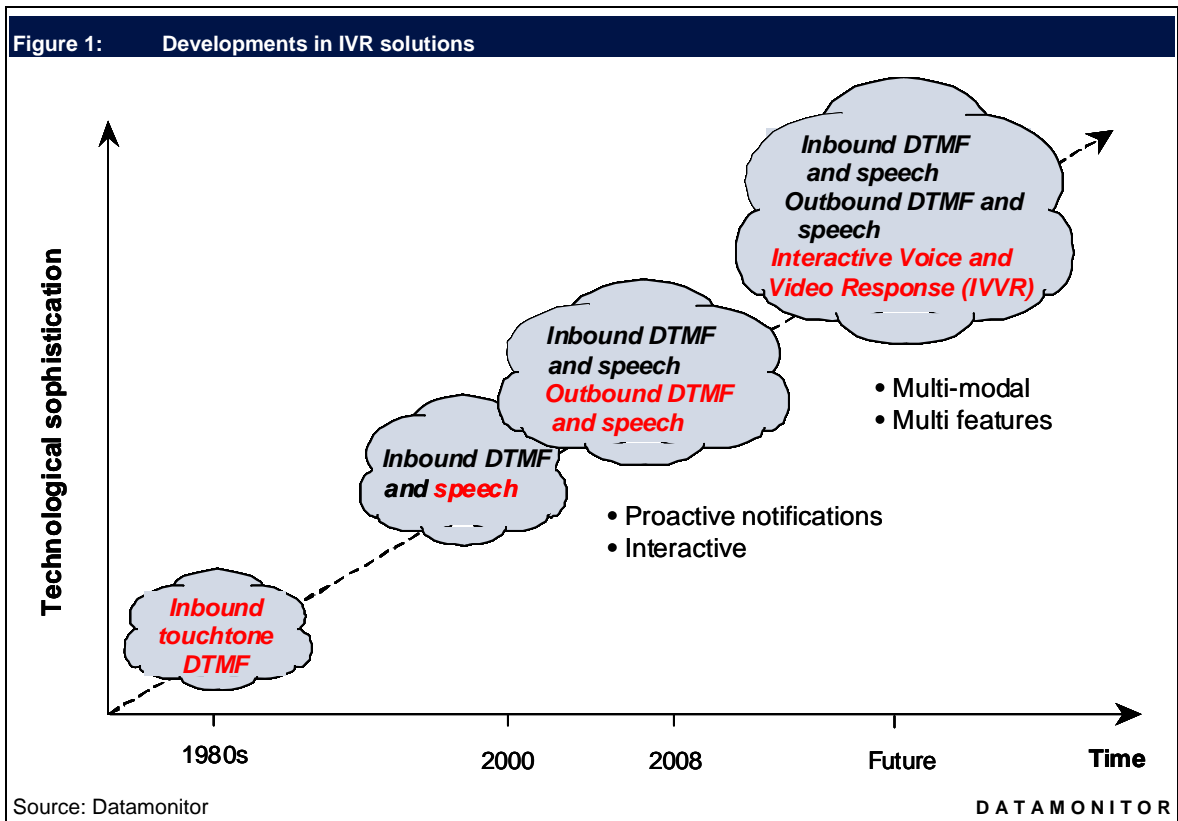 Figure 1: Developments in IVR solutions
Technological sophistication
Inbound DTMF
and speech
Outbound DTMF and
speech
Interactive Voice and
Video Response (IVVR)
Inbound DTMF
and speech
Outbound DTMF
and speech
• Multi-modal
• Multi features
Inbound DTMF
and speech
• Proactive notifications
• Interactive
Inbound
touchtone
DTMF
1980s 2000 2008 Future Time
Source: Datamonitor DATAMONITOR